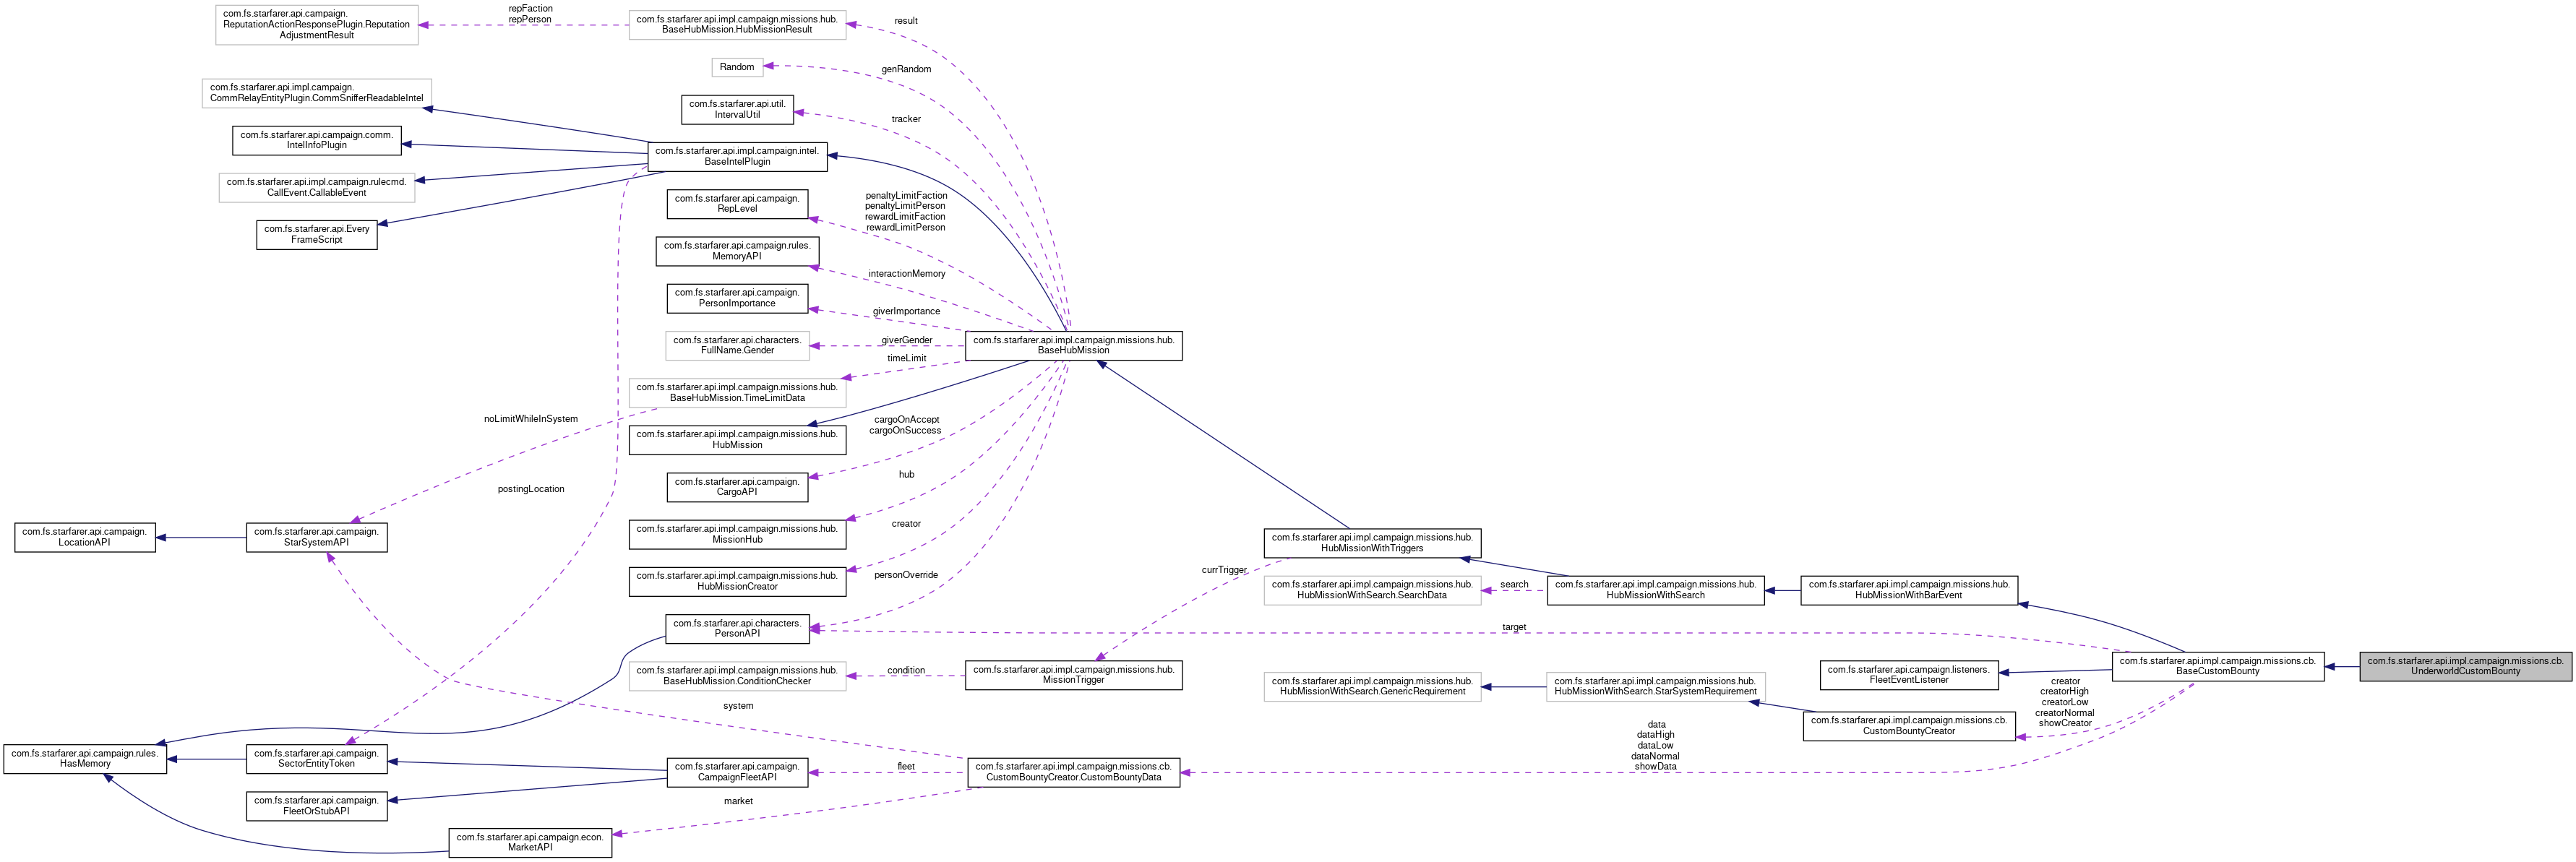 com.fs.starfarer.api.campaign.
ReputationActionResponsePlugin.Reputation
AdjustmentResult
repFaction
repPerson
com.fs.starfarer.api.impl.campaign.missions.hub.
BaseHubMission.HubMissionResult
result
Random
genRandom
com.fs.starfarer.api.impl.campaign.
CommRelayEntityPlugin.CommSnifferReadableIntel
com.fs.starfarer.api.util.
IntervalUtil
tracker
com.fs.starfarer.api.campaign.comm.
IntelInfoPlugin
com.fs.starfarer.api.impl.campaign.intel.
BaseIntelPlugin
com.fs.starfarer.api.impl.campaign.rulecmd.
CallEvent.CallableEvent
com.fs.starfarer.api.campaign.
RepLevel
penaltyLimitFaction
penaltyLimitPerson
rewardLimitFaction
rewardLimitPerson
com.fs.starfarer.api.Every
FrameScript
com.fs.starfarer.api.campaign.rules.
MemoryAPI
interactionMemory
com.fs.starfarer.api.campaign.
PersonImportance
giverImportance
com.fs.starfarer.api.characters.
FullName.Gender
giverGender
com.fs.starfarer.api.impl.campaign.missions.hub.
BaseHubMission
timeLimit
com.fs.starfarer.api.impl.campaign.missions.hub.
BaseHubMission.TimeLimitData
noLimitWhileInSystem
com.fs.starfarer.api.impl.campaign.missions.hub.
HubMission
cargoOnAccept
cargoOnSuccess
postingLocation
com.fs.starfarer.api.campaign.
CargoAPI
hub
com.fs.starfarer.api.campaign.
LocationAPI
com.fs.starfarer.api.campaign.
StarSystemAPI
com.fs.starfarer.api.impl.campaign.missions.hub.
MissionHub
creator
com.fs.starfarer.api.impl.campaign.missions.hub.
HubMissionWithTriggers
com.fs.starfarer.api.impl.campaign.missions.hub.
HubMissionCreator
personOverride
currTrigger
com.fs.starfarer.api.impl.campaign.missions.hub.
HubMissionWithSearch.SearchData
search
com.fs.starfarer.api.impl.campaign.missions.hub.
HubMissionWithSearch
com.fs.starfarer.api.impl.campaign.missions.hub.
HubMissionWithBarEvent
com.fs.starfarer.api.characters.
PersonAPI
target
com.fs.starfarer.api.impl.campaign.missions.hub.
BaseHubMission.ConditionChecker
condition
com.fs.starfarer.api.impl.campaign.missions.hub.
MissionTrigger
com.fs.starfarer.api.impl.campaign.missions.hub.
HubMissionWithSearch.GenericRequirement
com.fs.starfarer.api.impl.campaign.missions.hub.
HubMissionWithSearch.StarSystemRequirement
com.fs.starfarer.api.campaign.listeners.
FleetEventListener
com.fs.starfarer.api.impl.campaign.missions.cb.
BaseCustomBounty
com.fs.starfarer.api.impl.campaign.missions.cb.
UnderworldCustomBounty
creator
creatorHigh
creatorLow
creatorNormal
showCreator
com.fs.starfarer.api.impl.campaign.missions.cb.
CustomBountyCreator
system
data
dataHigh
dataLow
dataNormal
showData
com.fs.starfarer.api.campaign.rules.
HasMemory
com.fs.starfarer.api.campaign.
SectorEntityToken
com.fs.starfarer.api.campaign.
CampaignFleetAPI
fleet
com.fs.starfarer.api.impl.campaign.missions.cb.
CustomBountyCreator.CustomBountyData
com.fs.starfarer.api.campaign.
FleetOrStubAPI
market
com.fs.starfarer.api.campaign.econ.
MarketAPI